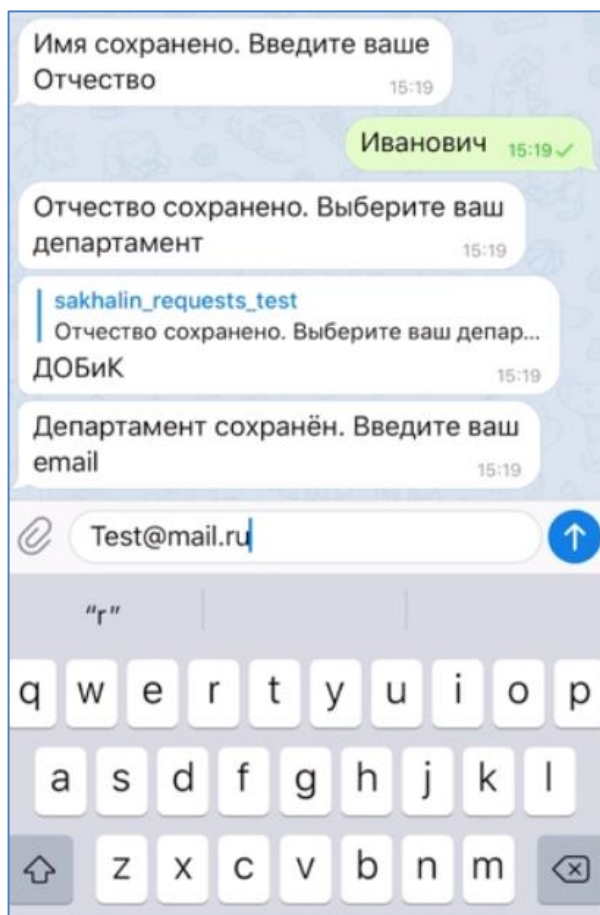 Имя сохранено. Введите ваше
Отчество
15:19
Иванович 15:19
Отчество сохранено. Выберите ваш
департамент
15:19
sakhalin_requests_test
Отчество сохранено. Выберите ваш депар...
ДОБиК
15:19
Департамент сохранён. Введите ваш
email
15:19
Test@mail.ru
“r”
q w e r t y u i o p
a s d f g h j k l
z x c v b n m